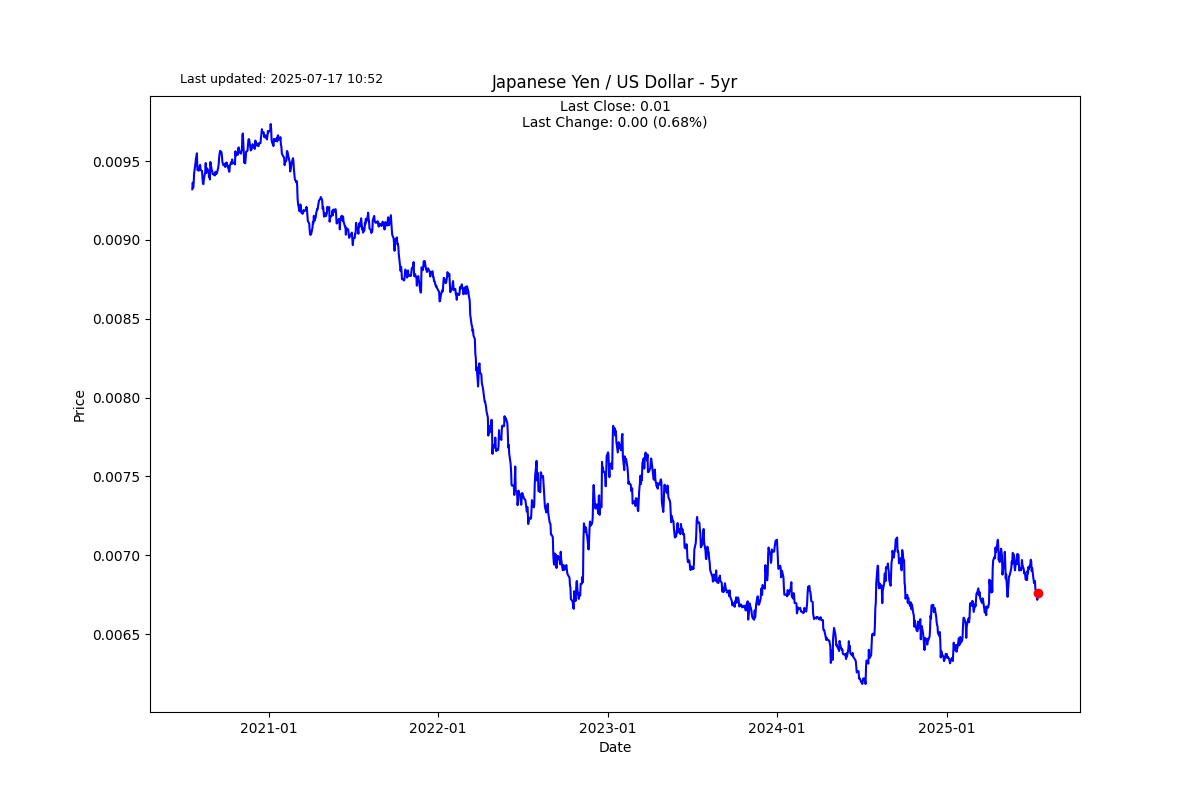 Last updated: 2025-07-17 10:52
Japanese Yen / US Dollar - 5yr
Last Close: 0.01
Last Change: 0.00 (0.68%)
Price
0.0095
0.0090
0.0085
0.0080
0.0075
0.0070
0.0065
2021-01
2022-01
2023-01
2024-01
2025-01
Date